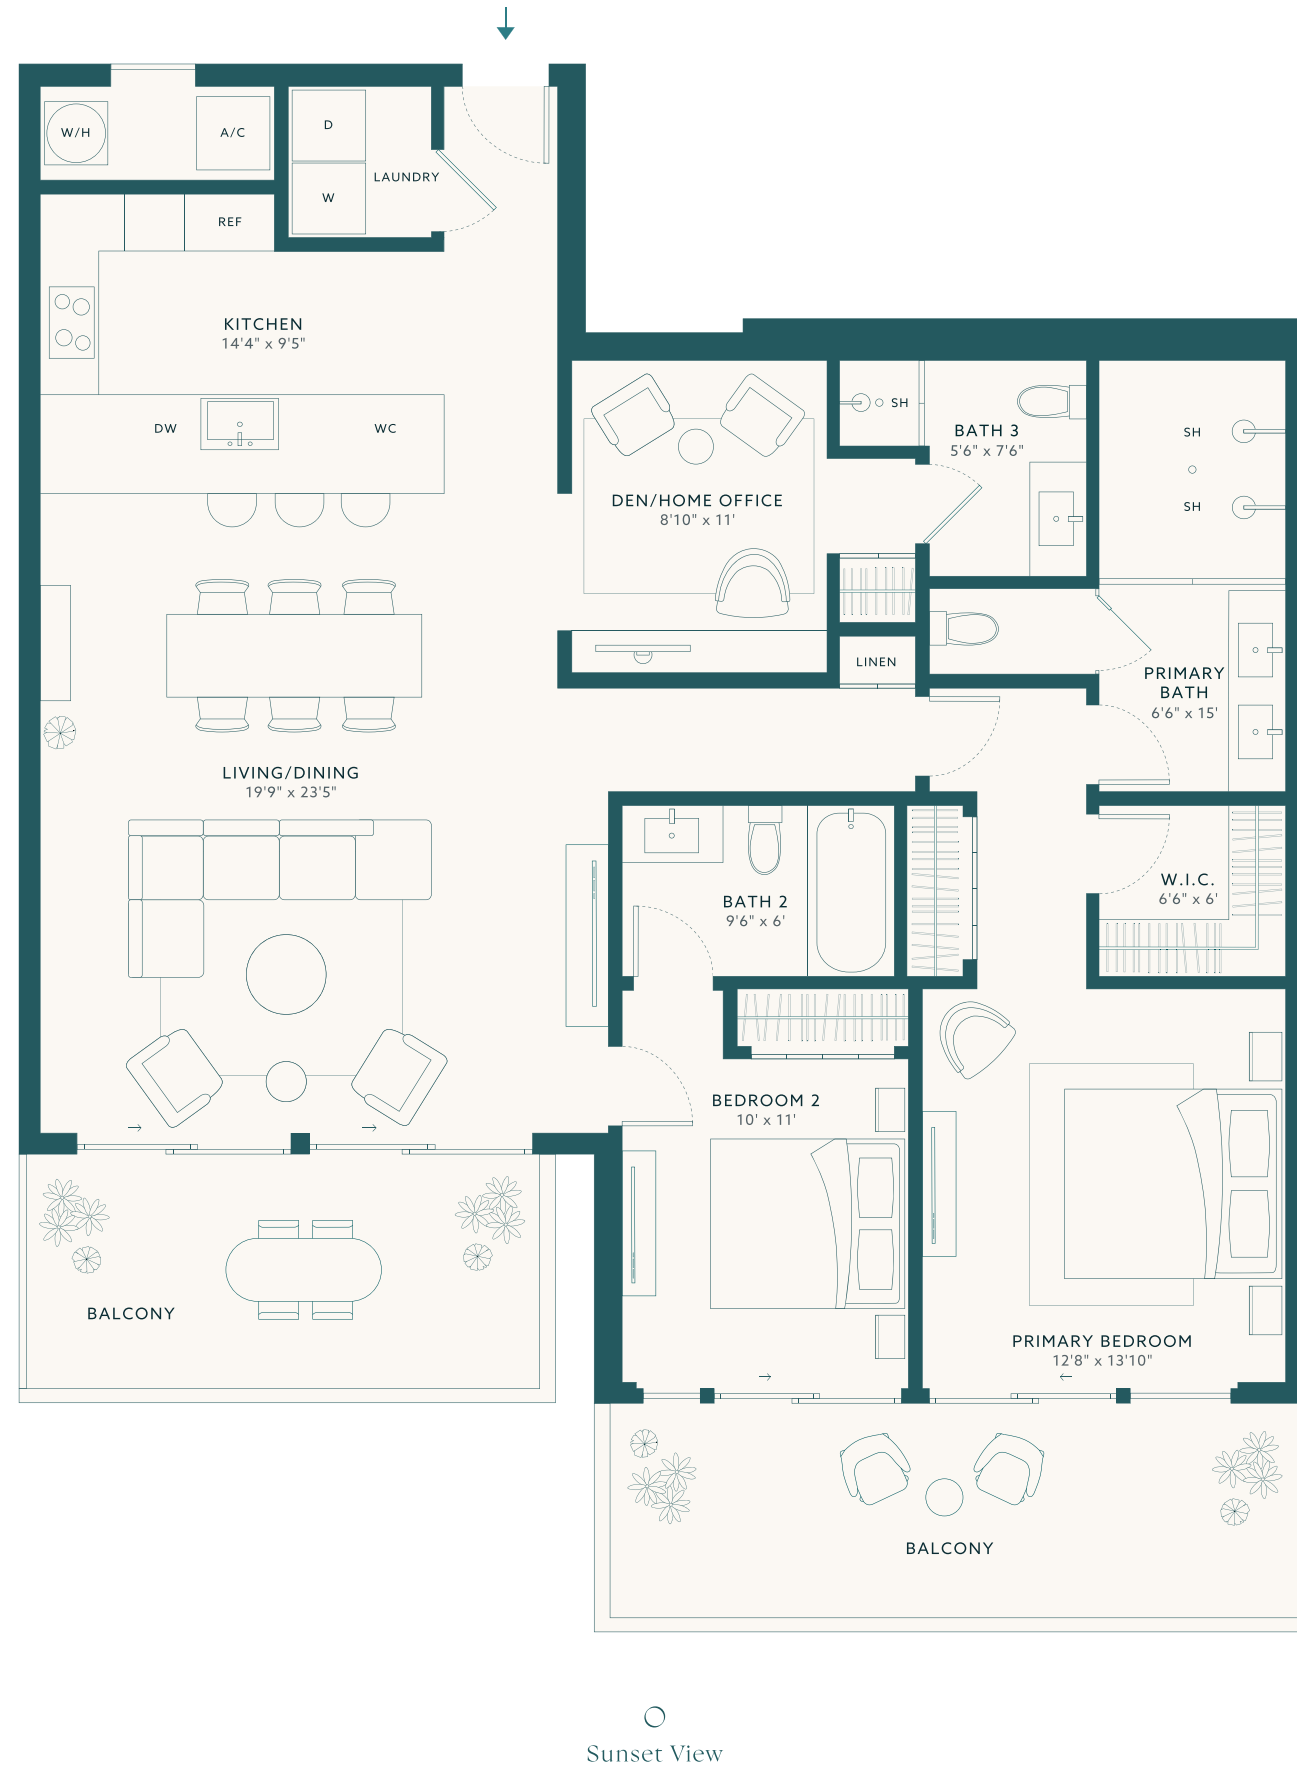 W/H
A/C
D
LAUNDRY
W
REF
KITCHEN
14'4" x 9'5"
DW
WC
SH
BATH 3
5'6" x 7'6"
SH
SH
DEN/HOME OFFICE
8'10" x 11'
LINEN
PRIMARY
BATH
6'6" x 15'
LIVING/DINING
19'9" x 23'5"
BATH 2
9'6" x 6'
W.I.C.
6'6" x 6'
BEDROOM 2
10' x 11'
BALCONY
PRIMARY BEDROOM
12'8" x 13'10"
BALCONY
Sunset View